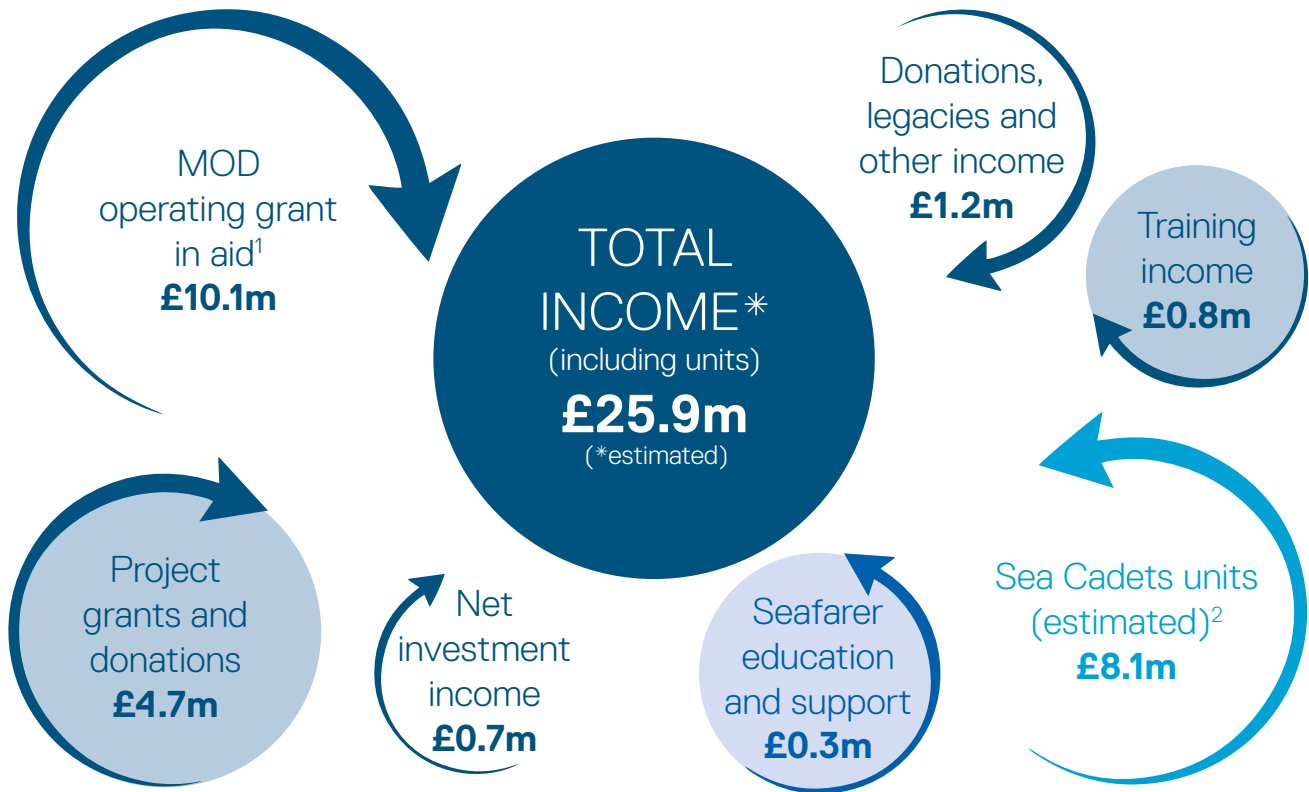 MOD
operating grant
in aid¹
£10.1m
TOTAL
INCOME*
(including units)
£25.9m
(*estimated)
Donations,
legacies and
other income
£1.2m
Training
income
£0.8m
Project
grants and
donations
£4.7m
Net
investment
income
£0.7m
Seafarer
education
and support
£0.3m
Sea Cadets units
(estimated)²
£8.1m